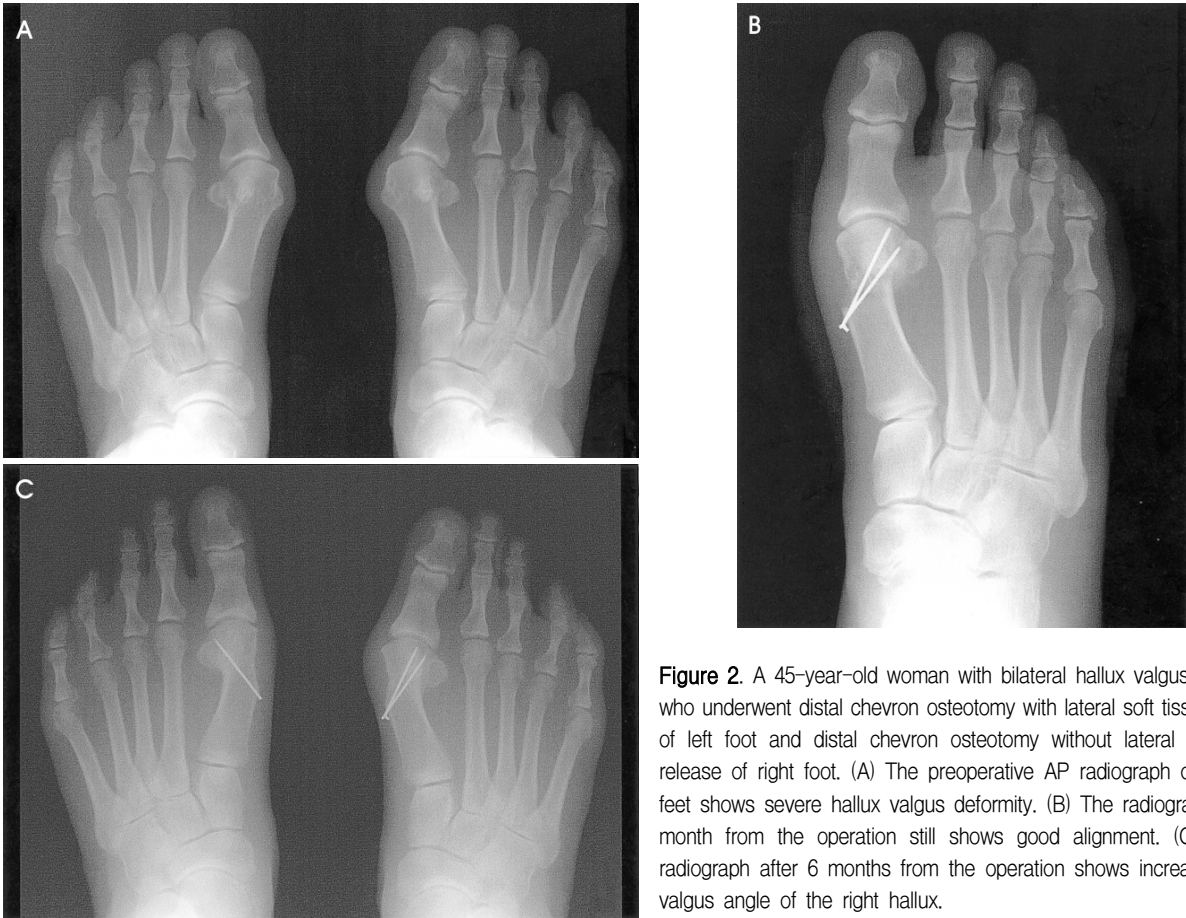 A
B
C
Figure 2. A 45-year-old woman with bilateral hallux valgus
who underwent distal chevron osteotomy with lateral soft tiss
of left foot and distal chevron osteotomy without lateral
release of right foot. (A) The preoperative AP radiograph o
feet shows severe hallux valgus deformity. (B) The radiogra
month from the operation still shows good alignment. (C
radiograph after 6 months from the operation shows increa
valgus angle of the right hallux.